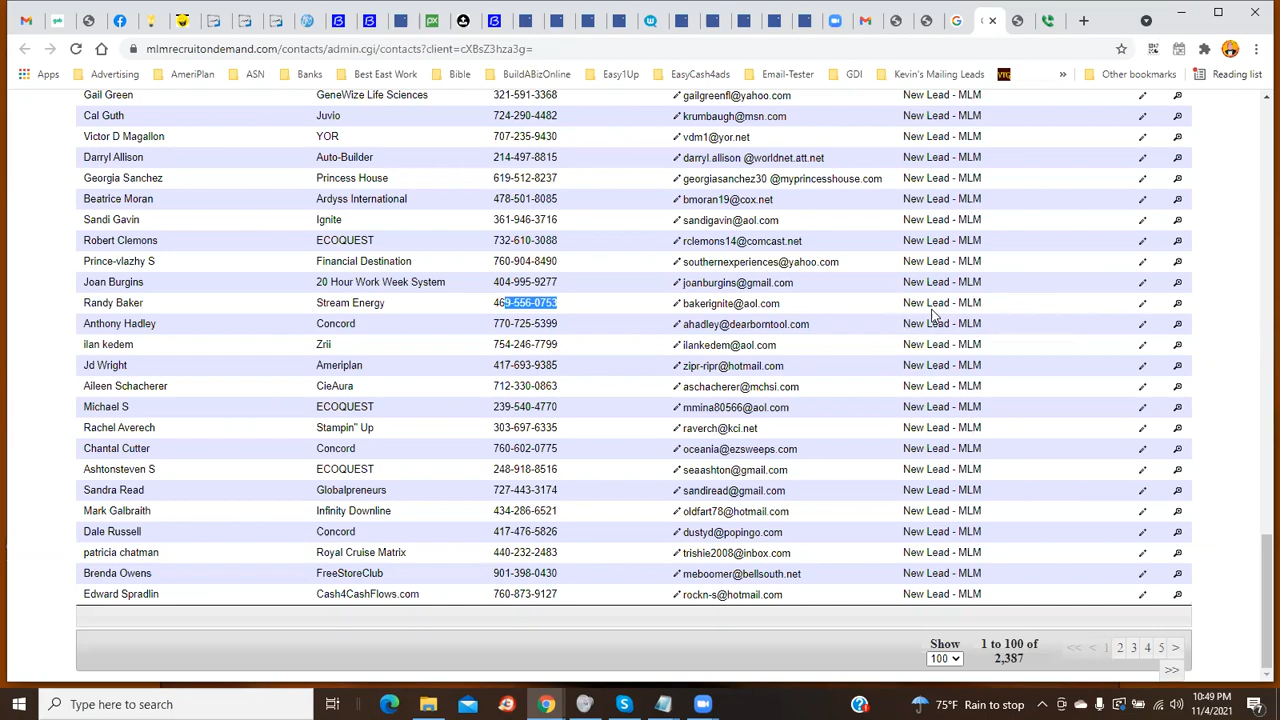 mlmrecruitondemand.com/contacts/admin.cgi/contacts?client=cXBsZ3hza3g=
Apps Advertising AmeriPlan ASN Banks Best East Work Bible BuildABizOnline Easy1Up EasyCash4ads Email-Tester GDI Kevin's Mailing Leads » Other bookmarks Reading list
Gail Green GeneWize Life Sciences 321-591-3368 gailgreenfl@yahoo.com
Cal Guth Juvio 724-290-4482 krumbaugh@msn.com New Lead - MLM
Victor D Magallon YOR 707-235-9430 vdm1@yor.net New Lead - MLM
Darryl Allison Auto-Builder 214-497-8815 darryl.allison @worldnet.att.net New Lead - MLM
Georgia Sanchez Princess House 619-512-8237 georgiasanchez30 @myprincesshouse.com New Lead - MLM
Beatrice Moran Ardyss International 478-501-8085 bmoran19@cox.net New Lead - MLM
Sandi Gavin Ignite 361-946-3716 sandigavin@aol.com New Lead - MLM
Robert Clemons ECOQUEST 732-610-3088 rclemons14@comcast.net New Lead - MLM
Prince-vlazhy S Financial Destination 760-904-8490 southernexperiences@yahoo.com New Lead - MLM
Joan Burgins 20 Hour Work Week System 404-995-9277 joanburgins@gmail.com New Lead - MLM
Randy Baker Stream Energy 469-556-0753 bakerignite@aol.com New Lead - MLM
Anthony Hadley Concord 770-725-5399 ahadley@dearborntool.com New Lead - MLM
ilan kedem Zrii 754-246-7799 ilankedem@aol.com New Lead - MLM
Jd Wright Ameriplan 417-693-9385 zipr-ripr@hotmail.com New Lead - MLM
Aileen Schacherer CieAura 712-330-0863 aschacherer@mchsi.com New Lead - MLM
Michael S ECOQUEST 239-540-4770 mmina80566@aol.com New Lead - MLM
Rachel Averech Stampin" Up 303-697-6335 raverch@kci.net New Lead - MLM
Chantal Cutter Concord 760-602-0775 oceania@ezsweeps.com New Lead - MLM
Ashtonsteven S ECOQUEST 248-918-8516 seaashton@gmail.com New Lead - MLM
Sandra Read Globalpreneurs 727-443-3174 sandiread@gmail.com New Lead - MLM
Mark Galbraith Infinity Downline 434-286-6521 oldfart78@hotmail.com New Lead - MLM
Dale Russell Concord 417-476-5826 dustyd@popingo.com New Lead - MLM
patricia chatman Royal Cruise Matrix 440-232-2483 trishie2008@inbox.com New Lead - MLM
Brenda Owens FreeStoreClub 901-398-0430 meboomer@bellsouth.net New Lead - MLM
Edward Spradlin Cash4CashFlows.com 760-873-9127 rockn-s@hotmail.com New Lead - MLM
Show 1 to 100 of << < 1 2 3 4 5 >
100 2,387 >>
Type here to search 75°F Rain to stop 10:49 PM
11/4/2021